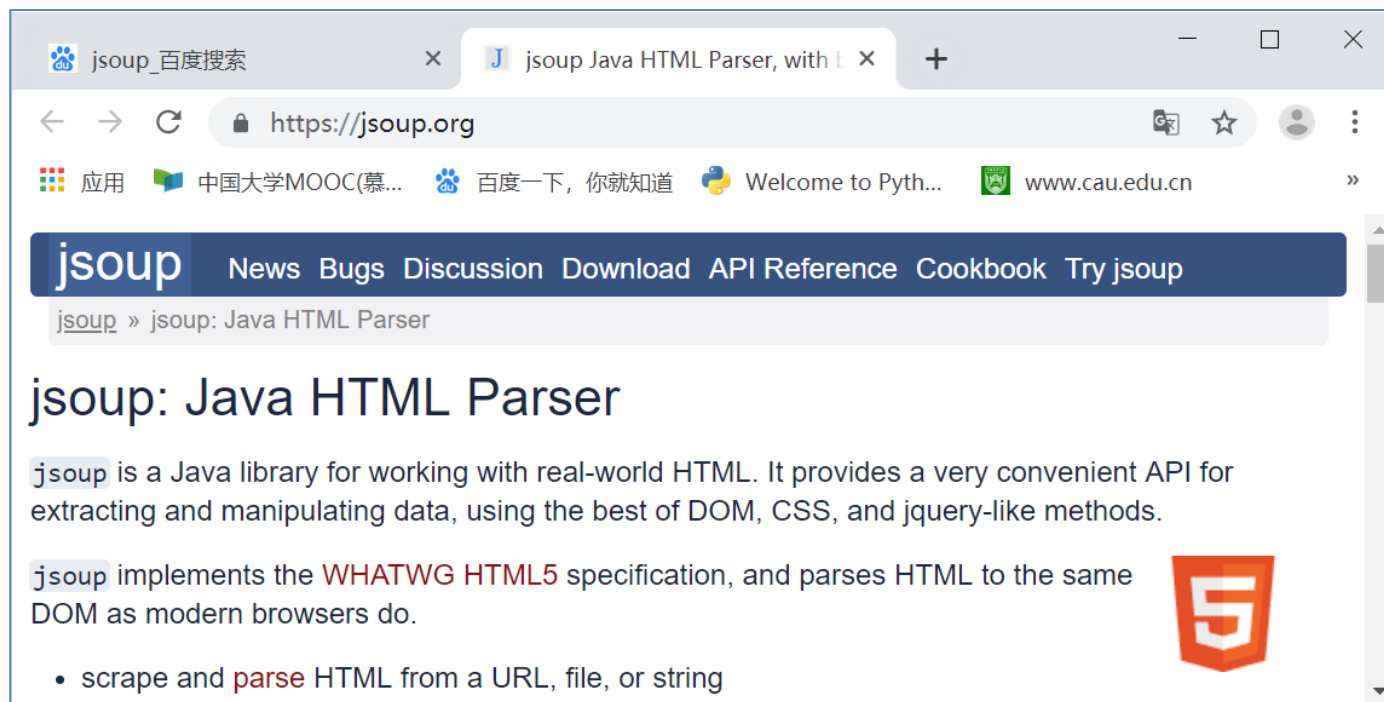 jsoup_百度搜索
jsoup Java HTML Parser, with
https://jsoup.org
应用 中国大学MOOC(慕... 百度一下，你就知道 Welcome to Pyth... www.cau.edu.cn »
jsoup News Bugs Discussion Download API Reference Cookbook Try jsoup
jsoup » jsoup: Java HTML Parser
jsoup: Java HTML Parser
jsoup is a Java library for working with real-world HTML. It provides a very convenient API for
extracting and manipulating data, using the best of DOM, CSS, and jquery-like methods.
jsoup implements the WHATWG HTML5 specification, and parses HTML to the same
DOM as modern browsers do.
5
• scrape and parse HTML from a URL, file, or string